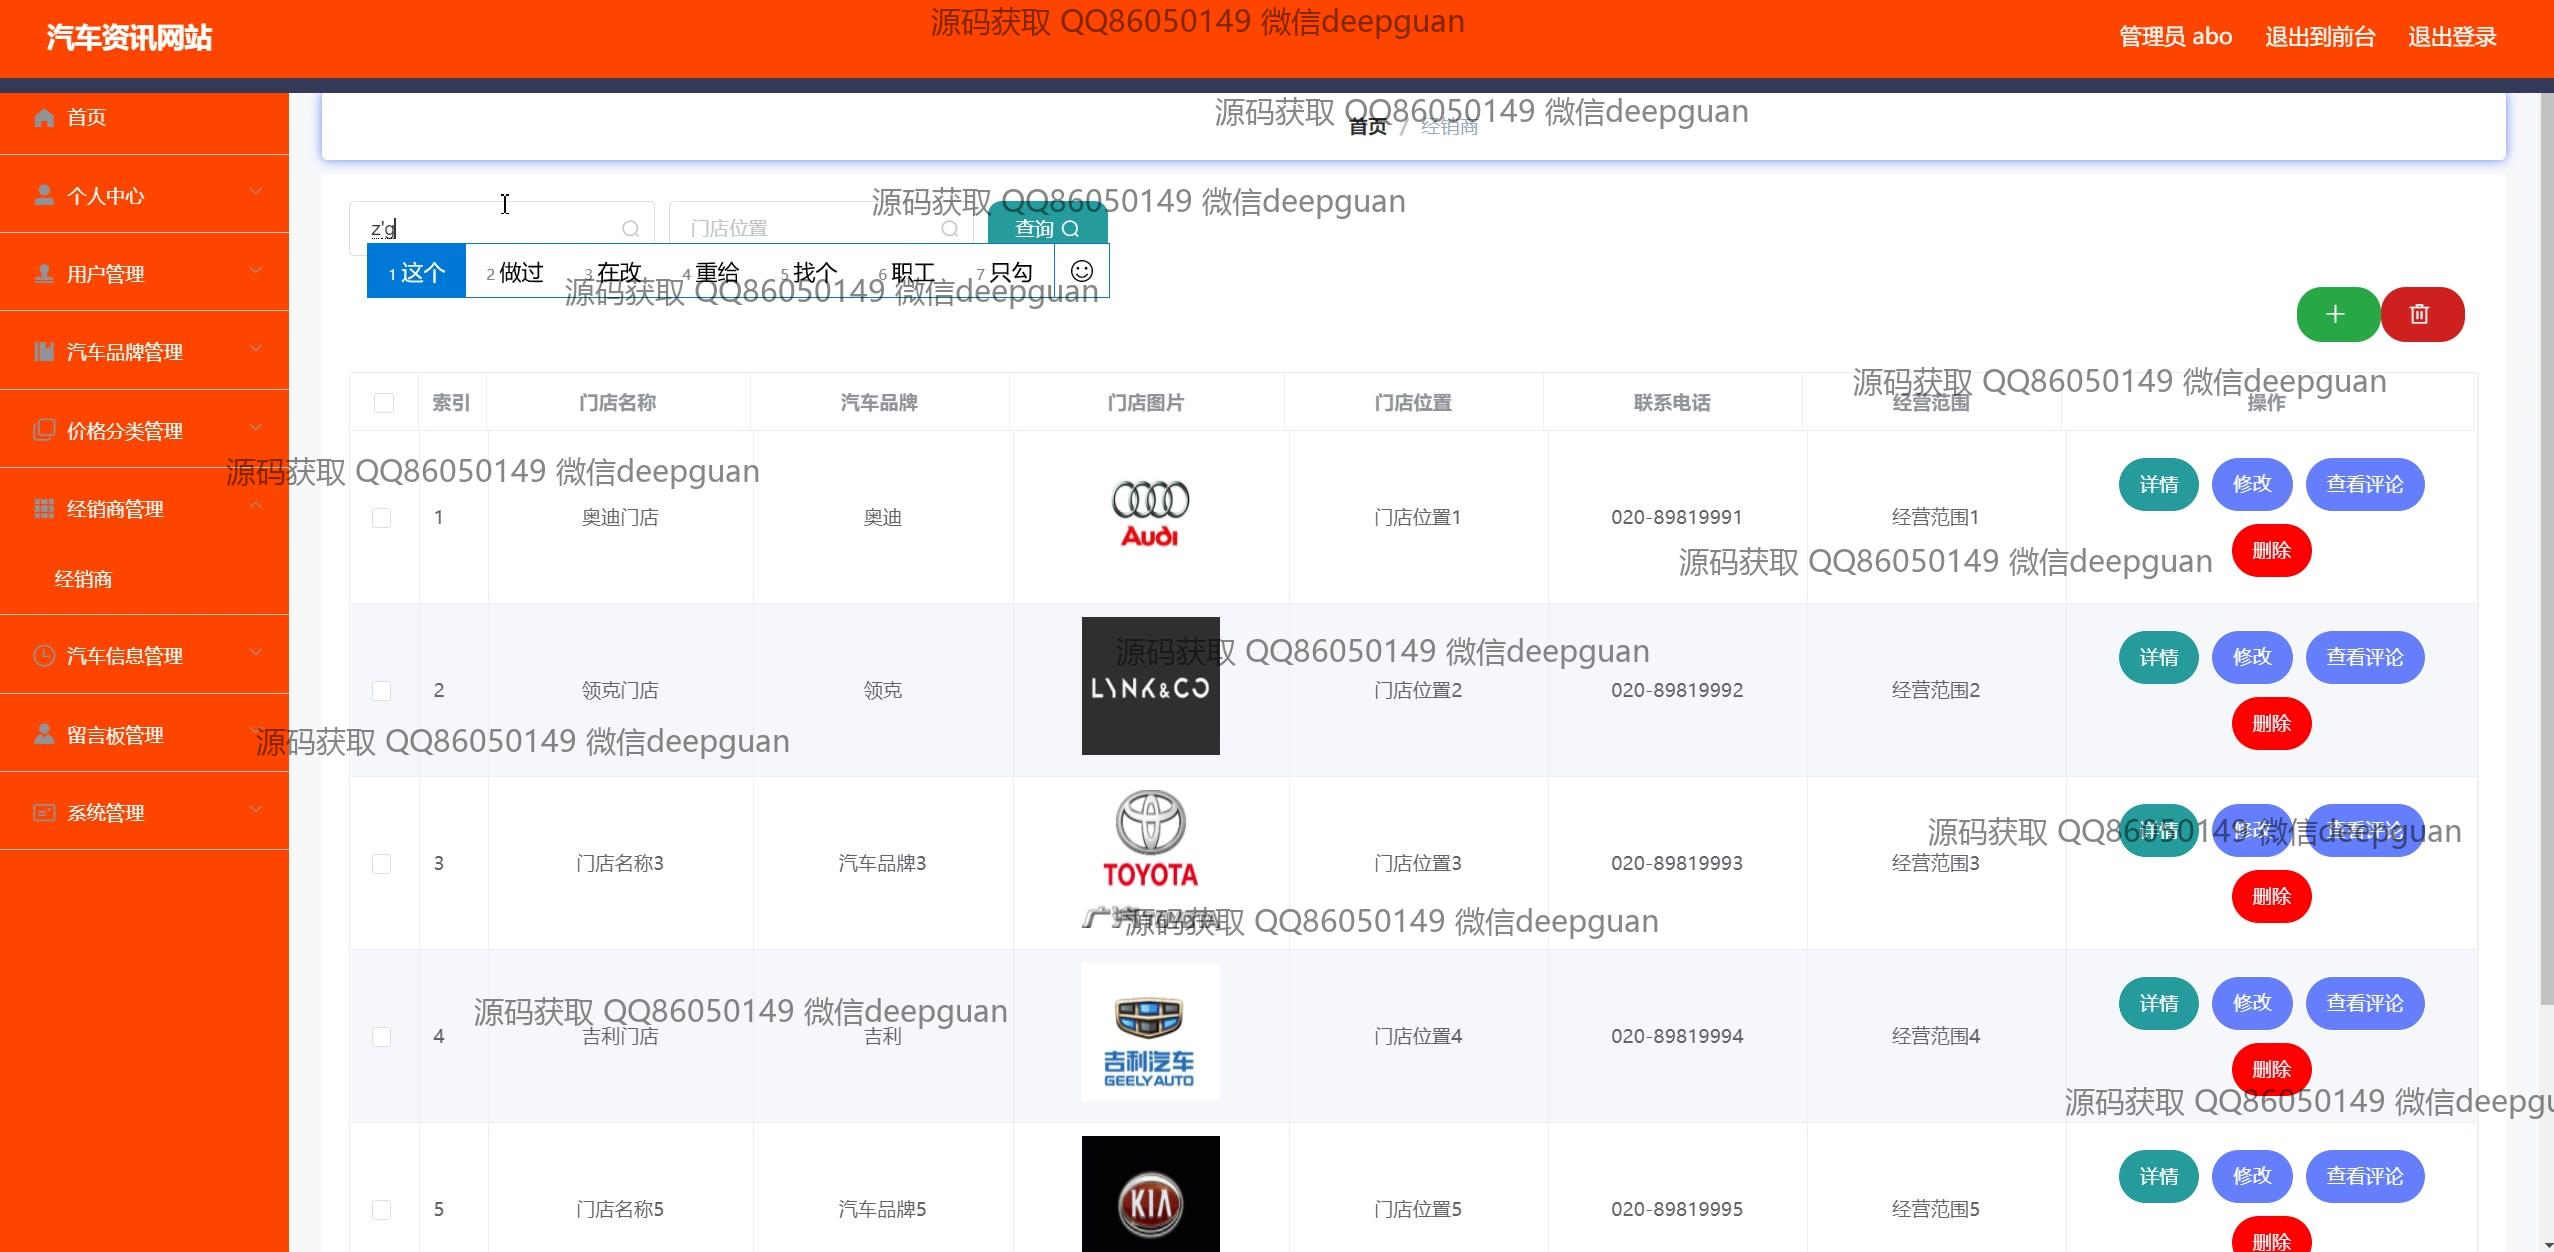 汽车资讯网站
源码获取 QQ86050149 微信deepguan
管理员 abo
退出到前台
退出登录
首页
个人中心
用户管理
汽车品牌管理
价格分类管理
经销商管理
经销商
汽车信息管理
留言板管理
系统管理
源码获取 QQ86050149 微信deepguan
首页 / 经销商
源码获取 QQ86050149 微信deepguan
z'g
门店位置
查询
1 这个 2 做过 3 在改 4 重给 5 找个 6 职工 7 只勾
源码获取 QQ86050149 微信deepguan
源码获取 QQ86050149 微信deepguan
索引 门店名称 汽车品牌 门店图片 门店位置 联系电话 经营范围 操作
源码获取 QQ86050149 微信deepguan
1 奥迪门店 奥迪 Audi 门店位置1 020-89819991 经营范围1 详情 修改 查看评论
删除
源码获取 QQ86050149 微信deepguan
源码获取 QQ86050149 微信deepguan
2 领克门店 领克 LYNK&CO 门店位置2 020-89819992 经营范围2 详情 修改 查看评论
删除
源码获取 QQ86050149 微信deepguan
源码获取 QQ86050149 微信deepguan
3 门店名称3 汽车品牌3 TOYOTA 门店位置3 020-89819993 经营范围3 详情 修改 查看评论
删除
源码获取 QQ86050149 微信deepguan
源码获取 QQ86050149 微信deepguan
4 吉利门店 吉利 吉利汽车 门店位置4 020-89819994 经营范围4 详情 修改 查看评论
GEELY AUTO
删除
源码获取 QQ86050149 微信deepgu
5 门店名称5 汽车品牌5 KIA 门店位置5 020-89819995 经营范围5 详情 修改 查看评论
删除